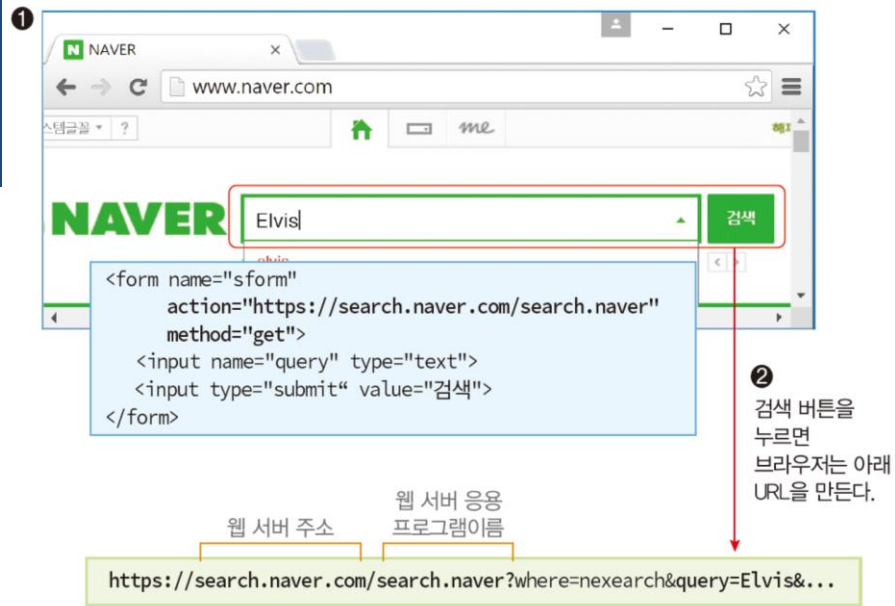 ❶
NAVER
www.naver.com
스템글꼴 ?
me
NAVER
Elvis
검색
elvis
<form name="sform"
action="https://search.naver.com/search.naver"
method="get">
<input name="query" type="text">
<input type="submit“ value="검색">
</form>
❷
검색 버튼을
누르면
브라우저는 아래
URL을 만든다.
웹 서버 주소
웹 서버 응용
프로그램이름
https://search.naver.com/search.naver?where=nexearch&query=Elvis&...